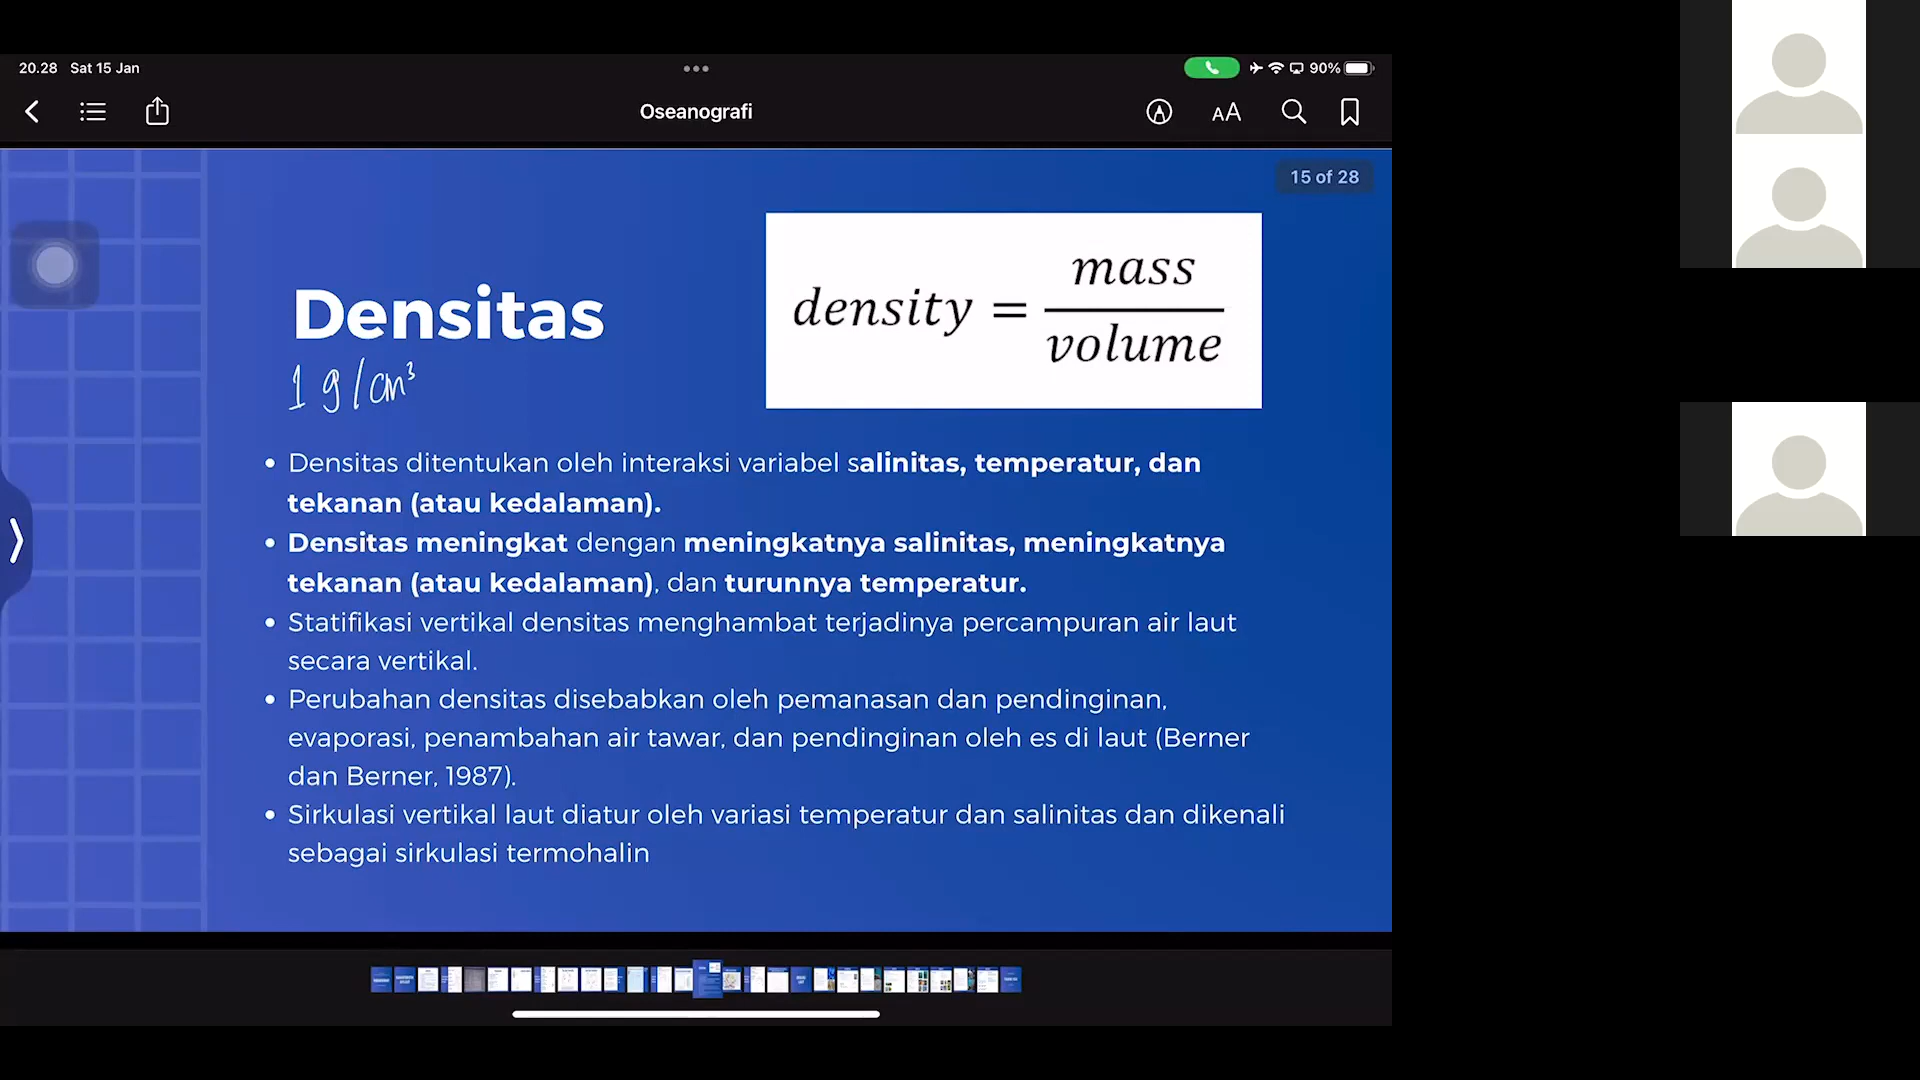 20.28 Sat 15 Jan
90%
Oseanografi
AA
15 of 28
density = mass
volume
Densitas
1 g/cm³
• Densitas ditentukan oleh interaksi variabel salinitas, temperatur, dan
tekanan (atau kedalaman).
• Densitas meningkat dengan meningkatnya salinitas, meningkatnya
tekanan (atau kedalaman), dan turunnya temperatur.
• Statifikasi vertikal densitas menghambat terjadinya percampuran air laut
secara vertikal.
• Perubahan densitas disebabkan oleh pemanasan dan pendinginan,
evaporasi, penambahan air tawar, dan pendinginan oleh es di laut (Berner
dan Berner, 1987).
• Sirkulasi vertikal laut diatur oleh variasi temperatur dan salinitas dan dikenali
sebagai sirkulasi termohalin